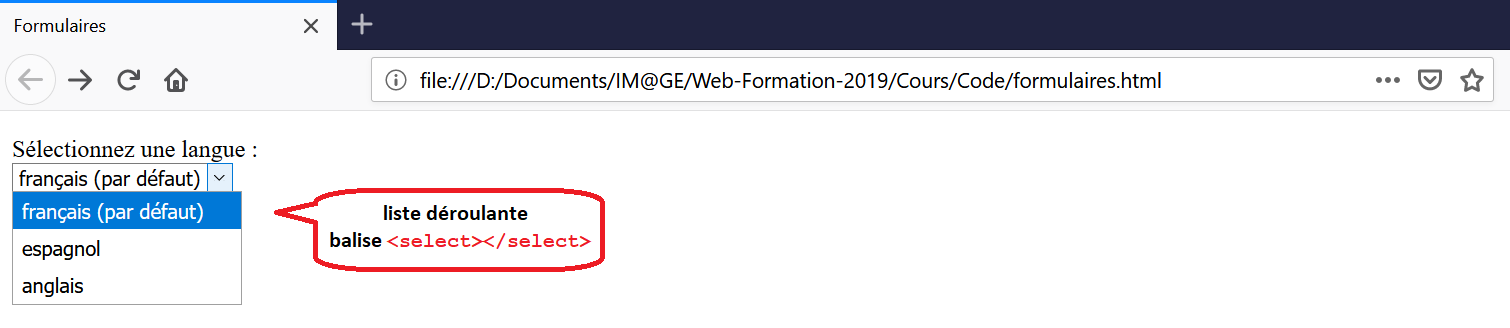 Formulaires
file:///D:/Documents/IM@GE/Web-Formation-2019/Cours/Code/formulaires.html
Sélectionnez une langue :
français (par défaut)
français (par défaut)
espagnol
anglais
liste déroulante
balise <select></select>